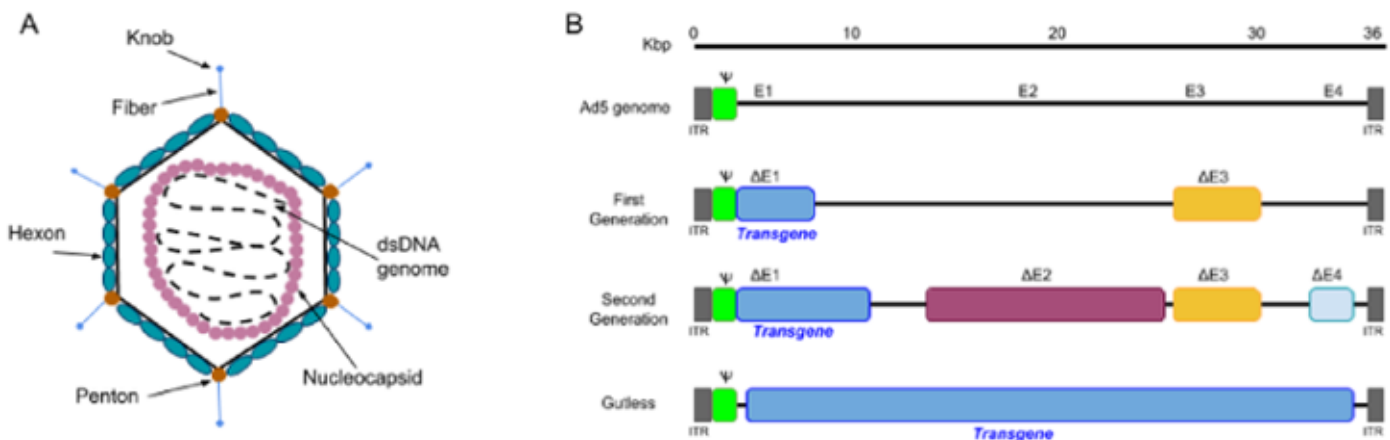 A
Knob
Fiber
Hexon
dsDNA
genome
Nucleocapsid
Penton
B
Kbp
0 10 20 30 36
Ad5 genome
Ψ
E1 E2 E3 E4
ITR ITR
First
Generation
Ψ
ΔE1 ΔE3
ITR ITR
Transgene
Second
Generation
Ψ
ΔE1 ΔE2 ΔE3 ΔE4
ITR ITR
Transgene
Gutless
Ψ
ITR ITR
Transgene